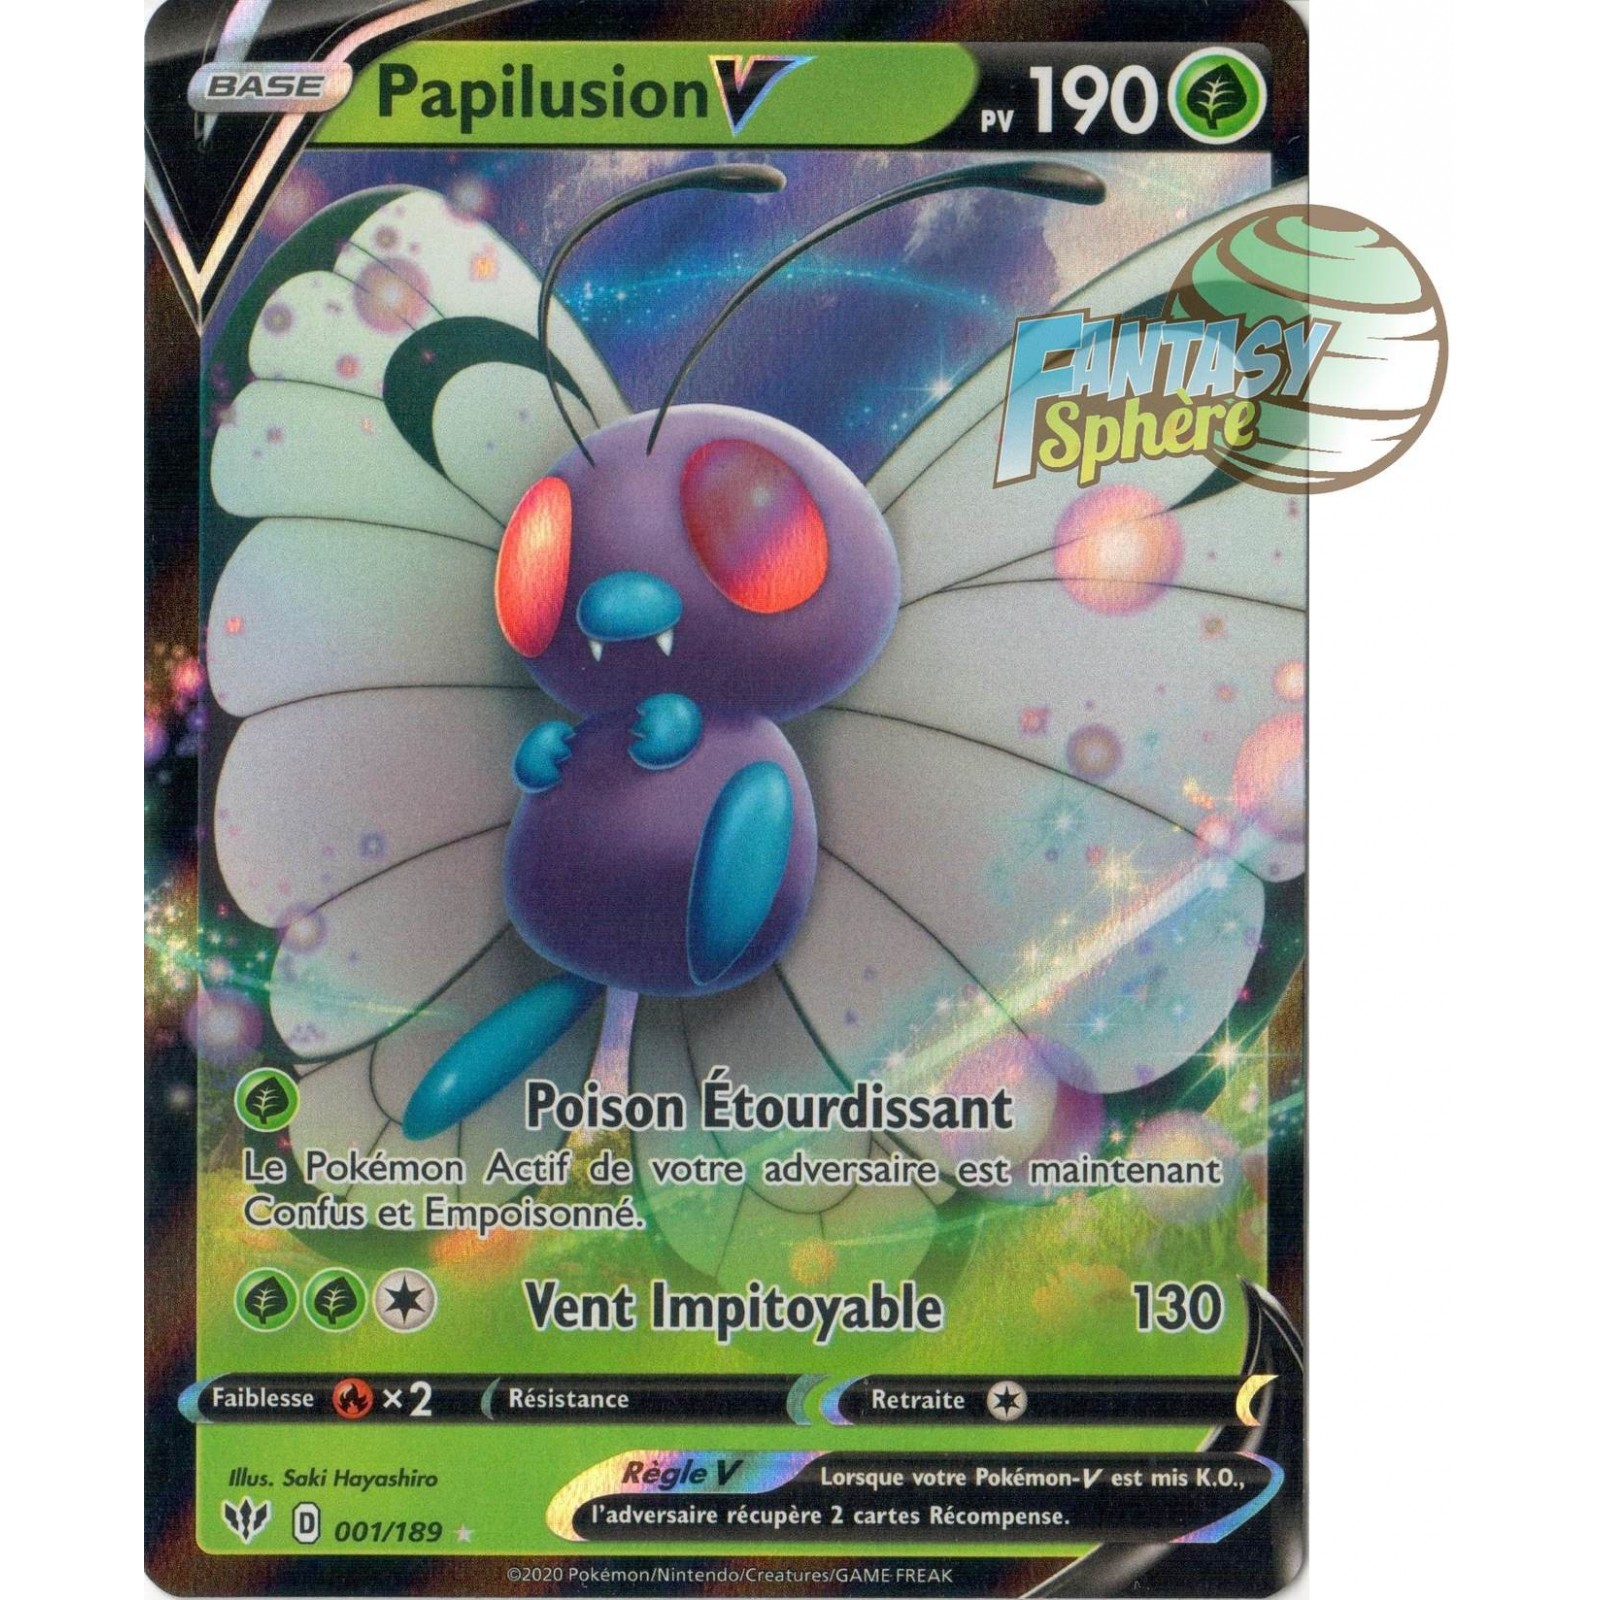 BASE
Papilusion V
PV 190
FANTASY
Sphère
Poison Étourdissant
Le Pokémon Actif de votre adversaire est maintenant
Confus et Empoisonné.
Vent Impitoyable 130
Faiblesse ×2 Résistance Retraite
Illus. Saki Hayashiro
Règle V Lorsque votre Pokémon-V est mis K.O.,
l'adversaire récupère 2 cartes Récompense.
D 001/189
©2020 Pokémon/Nintendo/Creatures/GAME FREAK